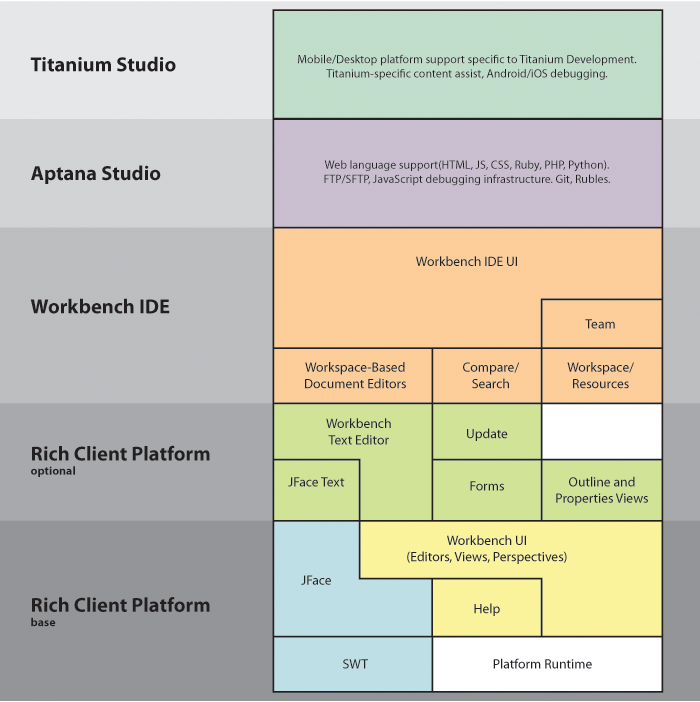 Titanium Studio
Mobile/Desktop platform support specific to Titanium Development.
Titanium-specific content assist, Android/iOS debugging.
Aptana Studio
Web language support(HTML, JS, CSS, Ruby, PHP, Python).
FTP/SFTP, JavaScript debugging infrastructure. Git, Rubles.
Workbench IDE
Workbench IDE UI
Team
Workspace-Based
Document Editors
Compare/
Search
Workspace/
Resources
Rich Client Platform
optional
Workbench
Text Editor
Update
JFace Text
Forms
Outline and
Properties Views
Rich Client Platform
base
Workbench UI
(Editors, Views, Perspectives)
JFace
Help
SWT
Platform Runtime